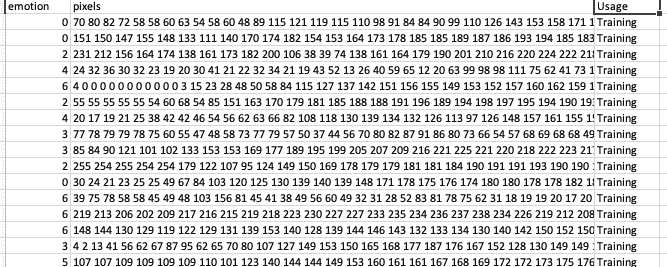 emotion pixels Usage
0 70 80 82 72 58 58 60 63 54 58 60 48 89 115 121 119 115 110 98 91 84 84 90 99 110 126 143 153 158 171 1 Training
0 151 150 147 155 148 133 111 140 170 174 182 154 153 164 173 178 185 185 189 187 186 193 194 185 183 Training
2 231 212 156 164 174 138 161 173 182 200 106 38 39 74 138 161 164 179 190 201 210 216 220 224 222 218 Training
4 24 32 36 30 32 23 19 20 30 41 21 22 32 34 21 19 43 52 13 26 40 59 65 12 20 63 99 98 98 111 75 62 41 73 1 Training
6 4 0 0 0 0 0 0 0 0 0 0 0 3 15 23 28 48 50 58 84 115 127 137 142 151 156 155 149 153 152 157 160 162 159 1 Training
2 55 55 55 55 55 54 60 68 54 85 151 163 170 179 181 185 188 188 191 196 189 194 198 197 195 194 190 193 Training
4 20 17 19 21 25 38 42 42 46 54 56 62 63 66 82 108 118 130 139 134 132 126 113 97 126 148 157 161 155 1 Training
3 77 78 79 79 78 75 60 55 47 48 58 73 77 79 57 50 37 44 56 70 80 82 87 91 86 80 73 66 54 57 68 69 68 68 49 Training
3 85 84 90 121 101 102 133 153 153 169 177 189 195 199 205 207 209 216 221 225 221 220 218 222 223 217 Training
2 255 254 255 254 254 179 122 107 95 124 149 150 169 178 179 179 181 181 184 190 191 191 193 190 190 Training
0 30 24 21 23 25 25 49 67 84 103 120 125 130 139 140 139 148 171 178 175 176 174 180 180 178 178 182 18 Training
6 39 75 78 58 58 45 49 48 103 156 81 45 41 38 49 56 60 49 32 31 28 52 83 81 78 75 62 31 18 19 19 20 17 20 Training
6 219 213 206 202 209 217 216 215 219 218 223 230 227 227 233 235 234 236 237 238 234 226 219 212 208 Training
6 148 144 130 129 119 122 129 131 139 153 140 128 139 144 146 143 132 133 134 130 140 142 150 152 150 Training
3 4 2 13 41 56 62 67 87 95 62 65 70 80 107 127 149 153 150 165 168 177 187 176 167 152 128 130 149 149 Training
5 107 107 109 109 109 109 110 101 123 140 144 144 149 153 160 161 161 167 168 169 172 172 173 175 176 Training